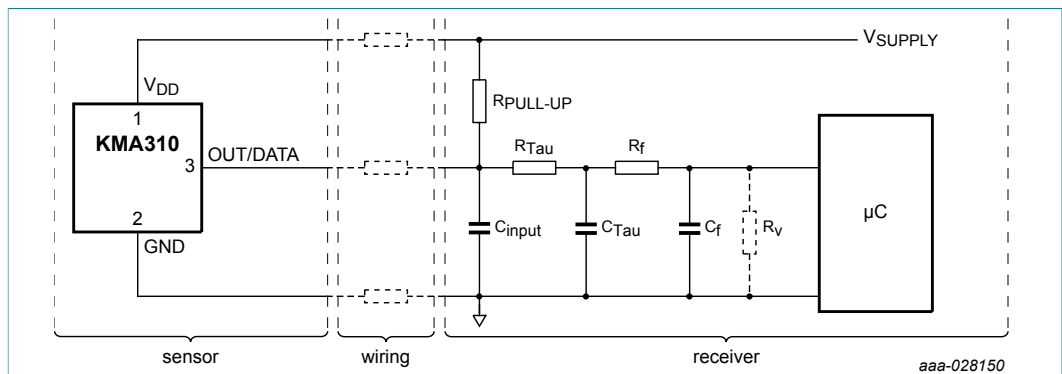 VSUPPLY
VDD
RPULL-UP
1
KMA310
RTau
Rf
3
OUT/DATA
μC
2
Cinput
CTau
Cf
Rv
GND
sensor
wiring
receiver
aaa-028150